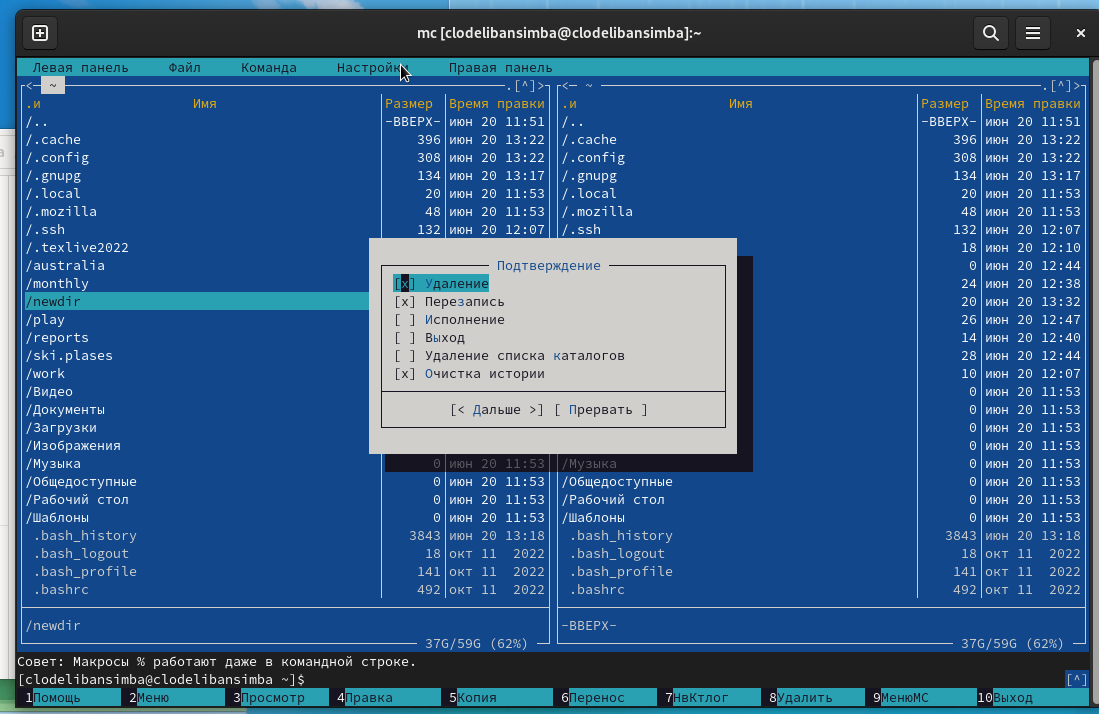 mc [clodelibansimba@clodelibansimba]:~
Левая панель Файл Команда Настройки Правая панель
<─ ~ .[^]> <─ ~ .[^]>
.и Имя Размер Время правки .и Имя Размер Время правки
/.. -ВВЕРХ- июн 20 11:51 /.. -ВВЕРХ- июн 20 11:51
/.cache 396 июн 20 13:22 /.cache 396 июн 20 13:22
/.config 308 июн 20 13:22 /.config 308 июн 20 13:22
/.gnupg 134 июн 20 13:17 /.gnupg 134 июн 20 13:17
/.local 20 июн 20 11:53 /.local 20 июн 20 11:53
/.mozilla 48 июн 20 11:53 /.mozilla 48 июн 20 11:53
/.ssh 132 июн 20 12:07 /.ssh 132 июн 20 12:07
/.texlive2022 18 июн 20 12:10
/australia Подтверждение 0 июн 20 12:44
/monthly [x] Удаление 24 июн 20 12:38
/newdir [x] Перезапись 20 июн 20 13:32
/play [ ] Исполнение 26 июн 20 12:47
/reports [ ] Выход 14 июн 20 12:40
/ski.plases [ ] Удаление списка каталогов 28 июн 20 12:44
/work [x] Очистка истории 10 июн 20 12:07
/Видео 0 июн 20 11:53
/Документы [< Дальше >] [ Прервать ] 0 июн 20 11:53
/Загрузки 0 июн 20 11:53
/Изображения 0 июн 20 11:53
/Музыка 0 июн 20 11:53 /Музыка 0 июн 20 11:53
/Общедоступные 0 июн 20 11:53 /Общедоступные 0 июн 20 11:53
/Рабочий стол 0 июн 20 11:53 /Рабочий стол 0 июн 20 11:53
/Шаблоны 0 июн 20 11:53 /Шаблоны 0 июн 20 11:53
.bash_history 3843 июн 20 13:18 .bash_history 3843 июн 20 13:18
.bash_logout 18 окт 11 2022 .bash_logout 18 окт 11 2022
.bash_profile 141 окт 11 2022 .bash_profile 141 окт 11 2022
.bashrc 492 окт 11 2022 .bashrc 492 окт 11 2022
/newdir -ВВЕРХ-
37G/59G (62%) 37G/59G (62%)
Совет: Макросы % работают даже в командной строке.
[clodelibansimba@clodelibansimba ~]$ [^]
1Помощь 2Меню 3Просмотр 4Правка 5Копия 6Перенос 7НвКтлог 8Удалить 9МенюМС 10Выход